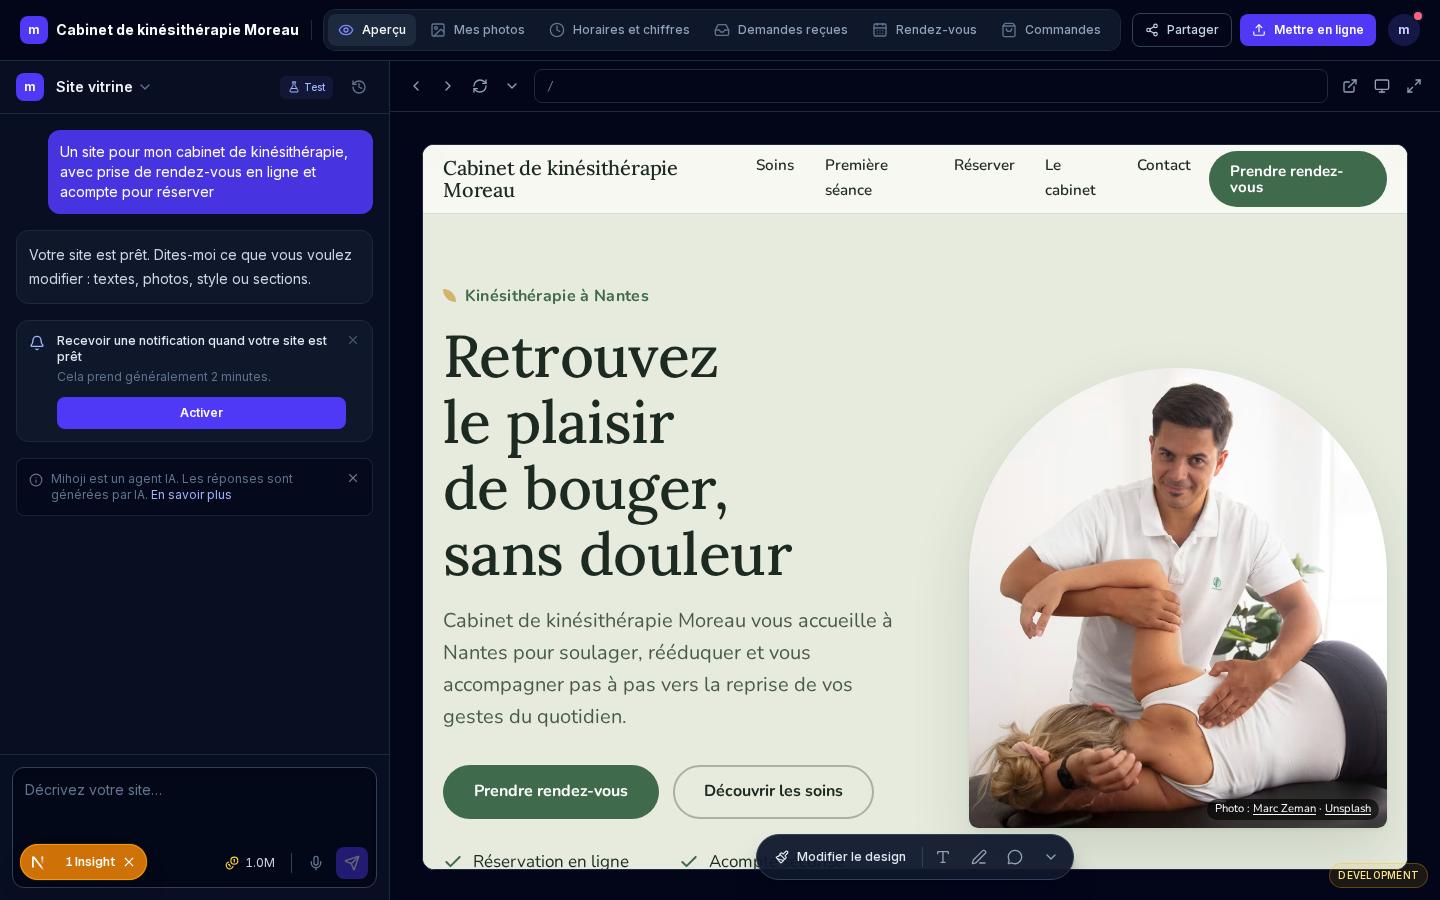 m Cabinet de kinésithérapie Moreau
Aperçu
Mes photos
Horaires et chiffres
Demandes reçues
Rendez-vous
Commandes
Partager
Mettre en ligne
m
m Site vitrine
Test
/
Un site pour mon cabinet de kinésithérapie,
avec prise de rendez-vous en ligne et
acompte pour réserver
Votre site est prêt. Dites-moi ce que vous voulez
modifier : textes, photos, style ou sections.
Recevoir une notification quand votre site est
prêt
Cela prend généralement 2 minutes.
Activer
Mihoji est un agent IA. Les réponses sont
générées par IA. En savoir plus
Décrivez votre site…
N 1 Insight
1.0M
Cabinet de kinésithérapie
Moreau
Soins
Première
séance
Réserver
Le
cabinet
Contact
Prendre rendez-
vous
Kinésithérapie à Nantes
Retrouvez
le plaisir
de bouger,
sans douleur
Cabinet de kinésithérapie Moreau vous accueille à
Nantes pour soulager, rééduquer et vous
accompagner pas à pas vers la reprise de vos
gestes du quotidien.
Prendre rendez-vous
Découvrir les soins
Photo : Marc Zeman · Unsplash
Réservation en ligne
Modifier le design
DEVELOPMENT